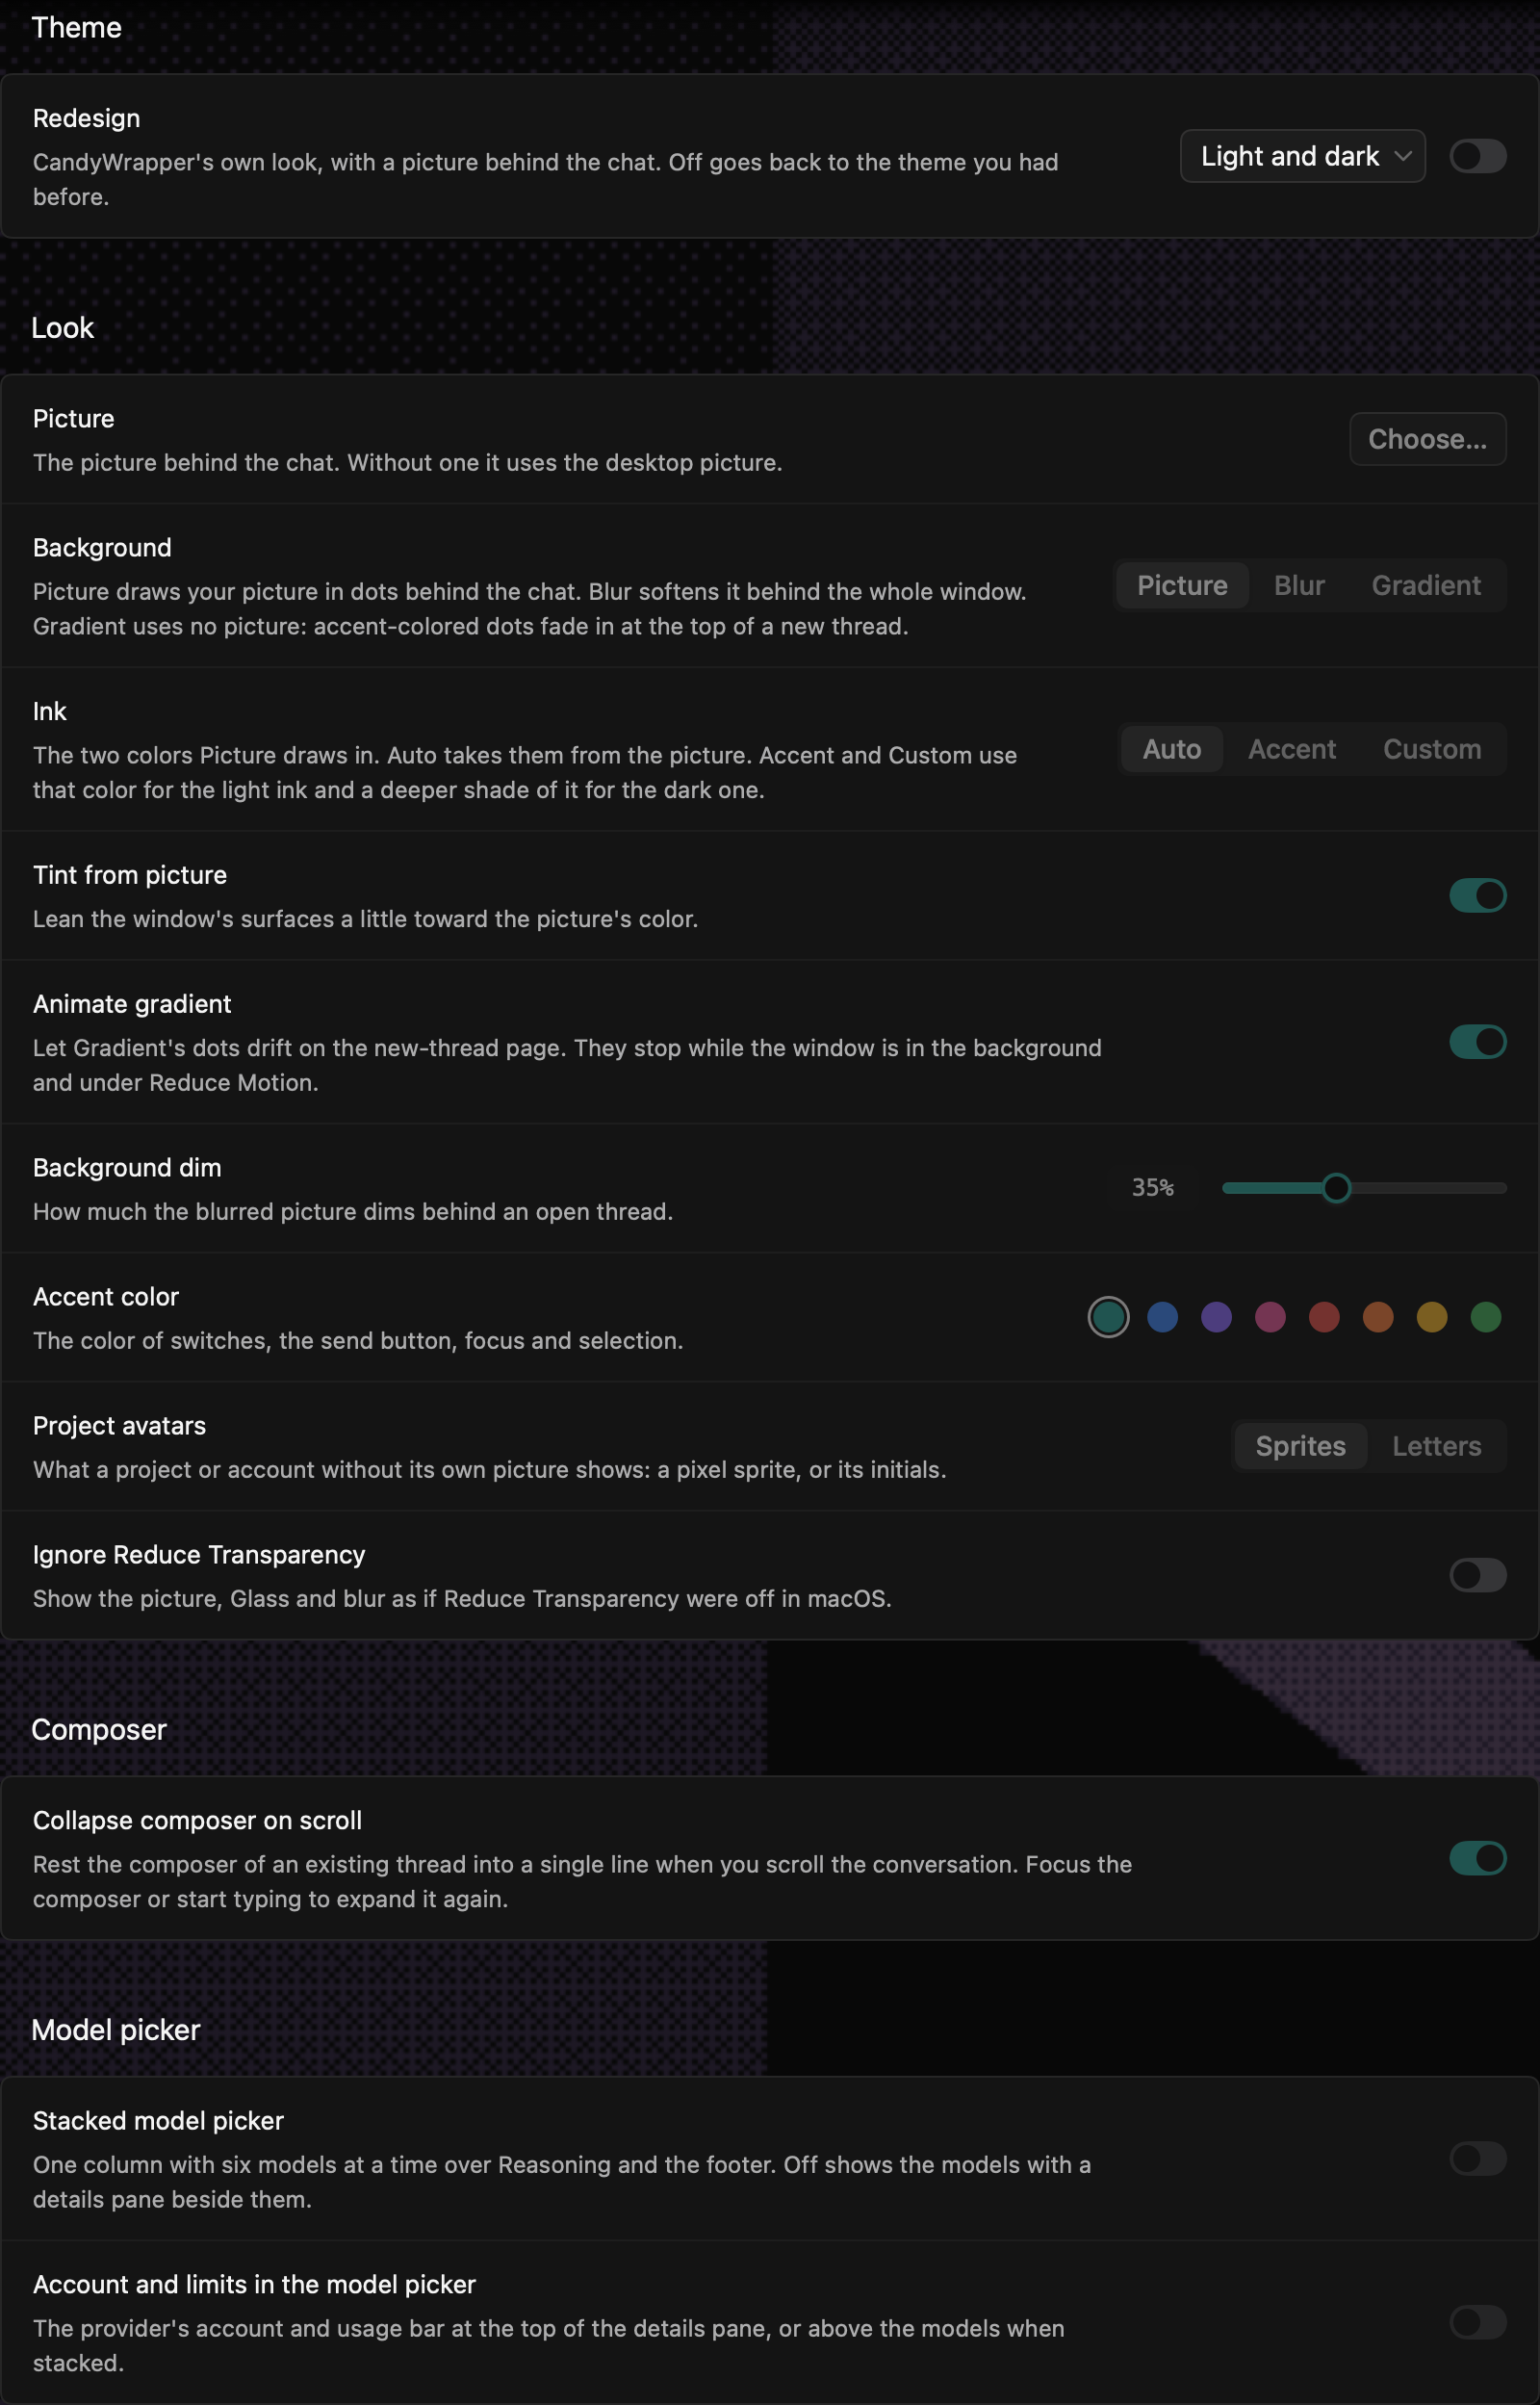 Theme
Redesign
CandyWrapper's own look, with a picture behind the chat. Off goes back to the theme you had
before.
Light and dark
Look
Picture
The picture behind the chat. Without one it uses the desktop picture.
Choose...
Background
Picture draws your picture in dots behind the chat. Blur softens it behind the whole window.
Gradient uses no picture: accent-colored dots fade in at the top of a new thread.
Picture Blur Gradient
Ink
The two colors Picture draws in. Auto takes them from the picture. Accent and Custom use
that color for the light ink and a deeper shade of it for the dark one.
Auto Accent Custom
Tint from picture
Lean the window's surfaces a little toward the picture's color.
Animate gradient
Let Gradient's dots drift on the new-thread page. They stop while the window is in the background
and under Reduce Motion.
Background dim
How much the blurred picture dims behind an open thread.
35%
Accent color
The color of switches, the send button, focus and selection.
Project avatars
What a project or account without its own picture shows: a pixel sprite, or its initials.
Sprites Letters
Ignore Reduce Transparency
Show the picture, Glass and blur as if Reduce Transparency were off in macOS.
Composer
Collapse composer on scroll
Rest the composer of an existing thread into a single line when you scroll the conversation. Focus the
composer or start typing to expand it again.
Model picker
Stacked model picker
One column with six models at a time over Reasoning and the footer. Off shows the models with a
details pane beside them.
Account and limits in the model picker
The provider's account and usage bar at the top of the details pane, or above the models when
stacked.